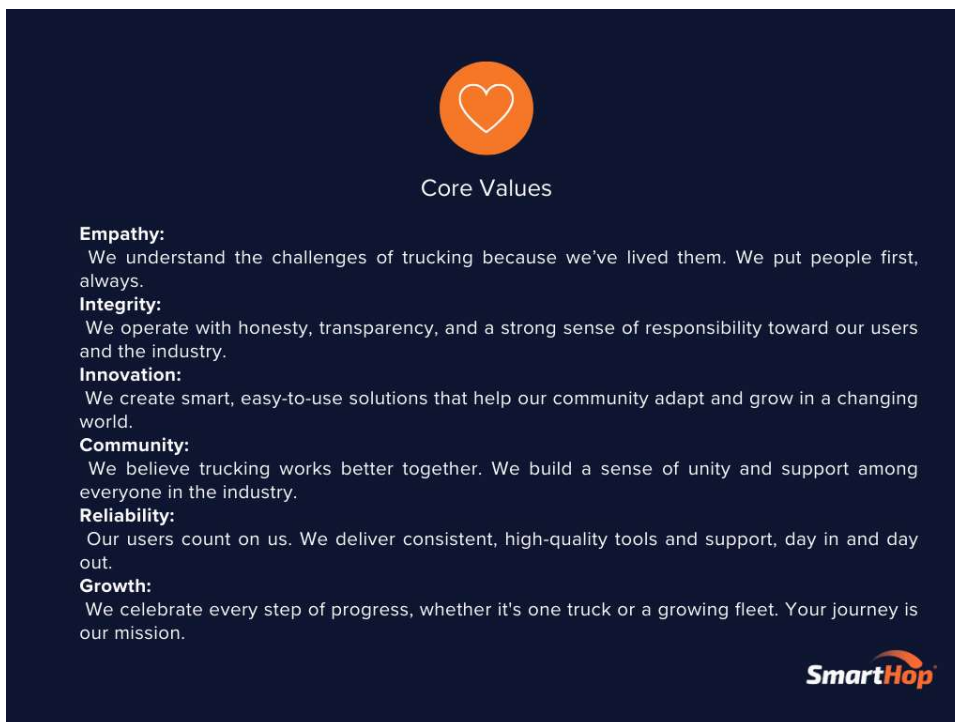 Core Values
Empathy:
We understand the challenges of trucking because we’ve lived them. We put people first,
always.
Integrity:
We operate with honesty, transparency, and a strong sense of responsibility toward our users
and the industry.
Innovation:
We create smart, easy-to-use solutions that help our community adapt and grow in a changing
world.
Community:
We believe trucking works better together. We build a sense of unity and support among
everyone in the industry.
Reliability:
Our users count on us. We deliver consistent, high-quality tools and support, day in and day
out.
Growth:
We celebrate every step of progress, whether it's one truck or a growing fleet. Your journey is
our mission.
SmartHop